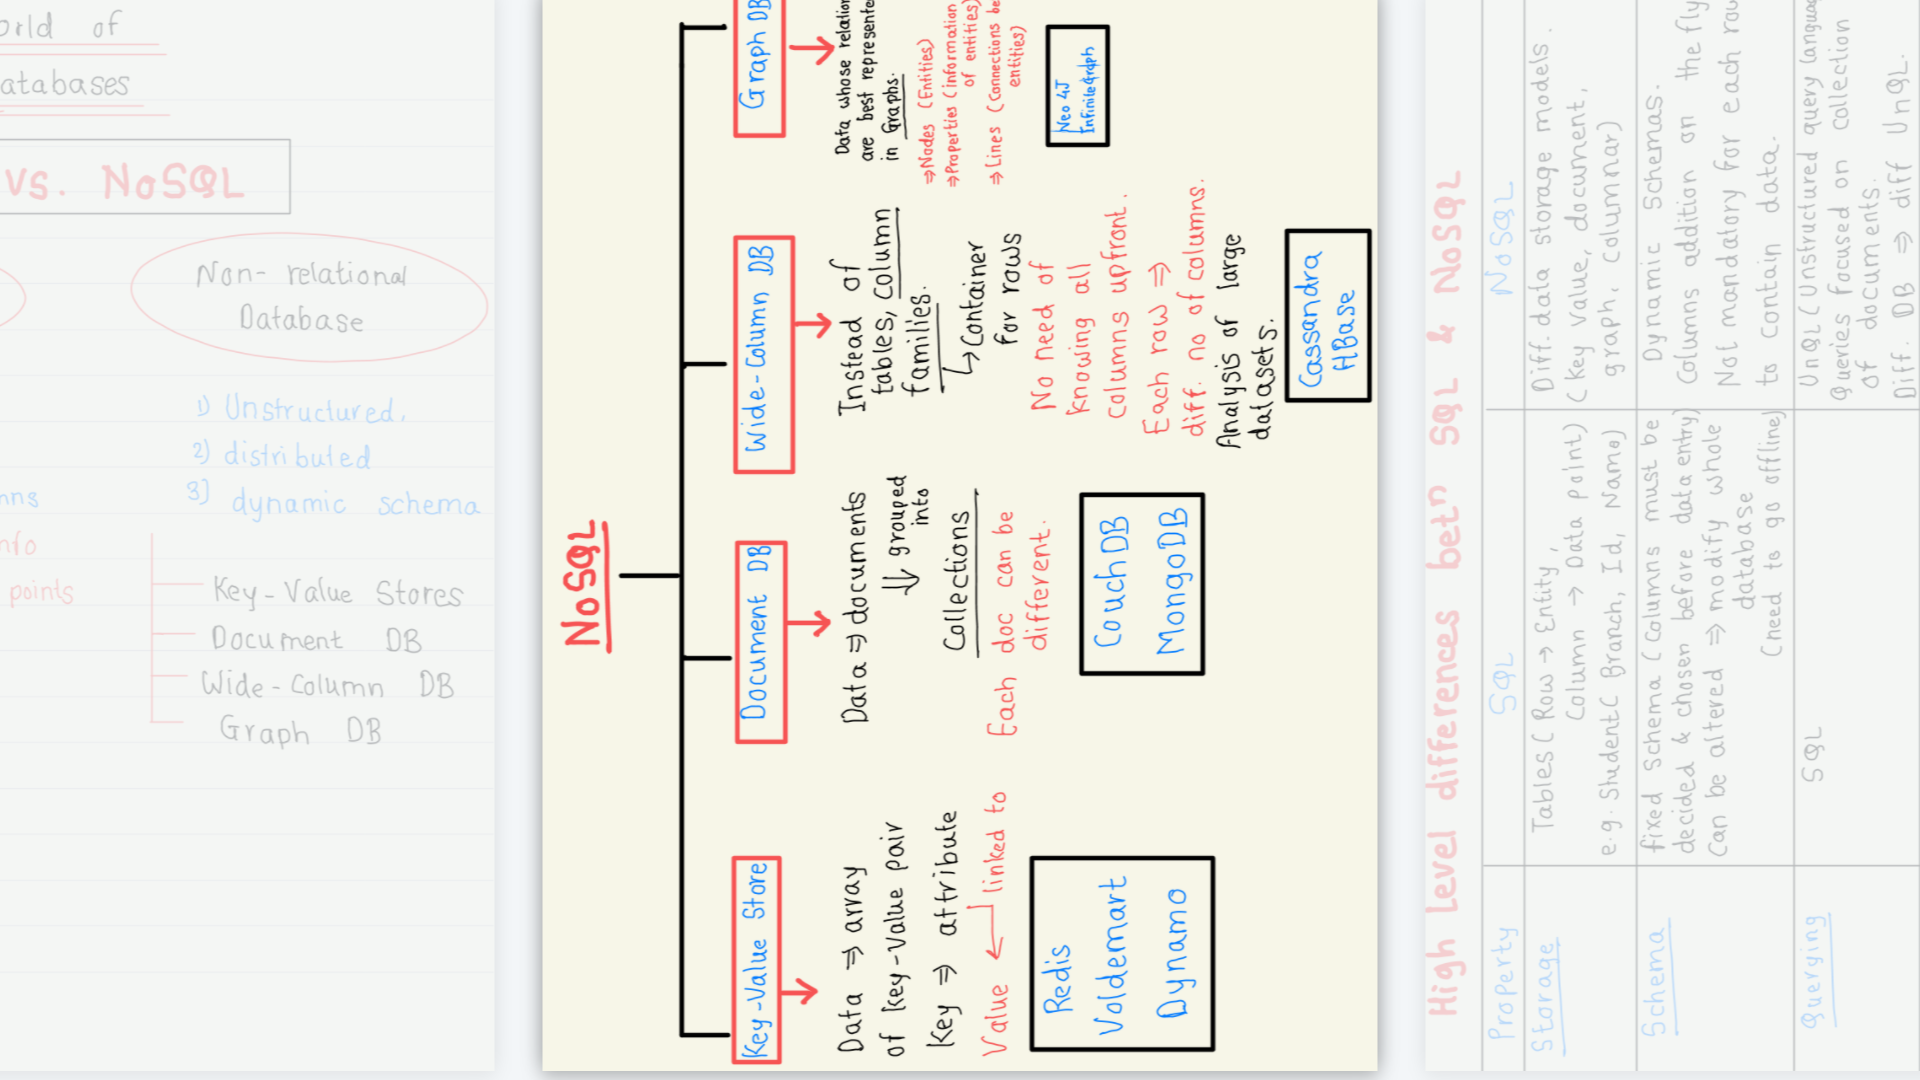 of
vs. NoSQL
Non-relational
Database
1) Unstructured,
2) distributed
3) dynamic schema
points
Key-Value Stores
Document DB
Wide-Column DB
Graph DB
NoSQL
Key-Value Store
Data ⇒ array
of Key-Value pair
Key ⇒ attribute
Value ← linked to
Redis
Voldemart
Dynamo
Document DB
Data ⇒ documents
⇓ grouped
into
Collections
Each doc can be
different.
CouchDB
MongoDB
Wide-Column DB
Instead of
tables, column
families.
↳ Container
for rows
No need of
knowing all
columns upfront.
Each row ⇒
diff. no of columns.
Analysis of large
datasets.
Cassandra
HBase
Graph DB
Data whose
are best
in Graphs.
⇒ Nodes (Entities)
⇒ Properties (information
of entities)
⇒ Lines (Connections
entities)
Neo 4J
InfiniteGraph
High Level differences betn SQL & NoSQL
Property SQL NoSQL
Storage
Tables (Row → Entity,
Column → Data point)
e.g. Student (Branch, Id, Name)
Diff. data storage models.
(Key value, document,
graph, columnar)
Schema
fixed schema (Columns must be
decided & chosen before data entry)
Can be altered ⇒ modify whole
database
(need to go offline)
Dynamic Schemas.
Columns addition on the fly
Not mandatory for each
to contain data.
Querying
SQL
UnQL (Unstructured query
Queries focused on collection
of documents.
Diff. DB ⇒ diff UnQL.